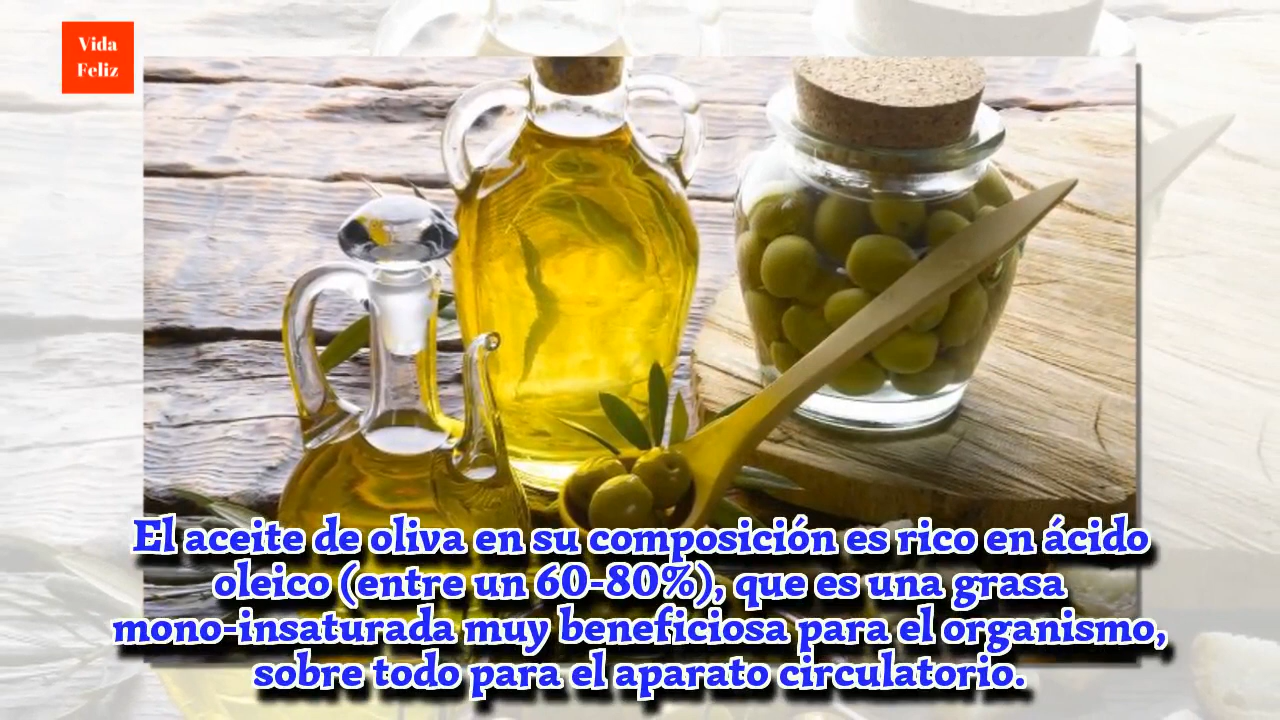 Vida
Feliz
El aceite de oliva en su composición es rico en ácido
oleico (entre un 60-80%), que es una grasa
mono-insaturada muy beneficiosa para el organismo,
sobre todo para el aparato circulatorio.